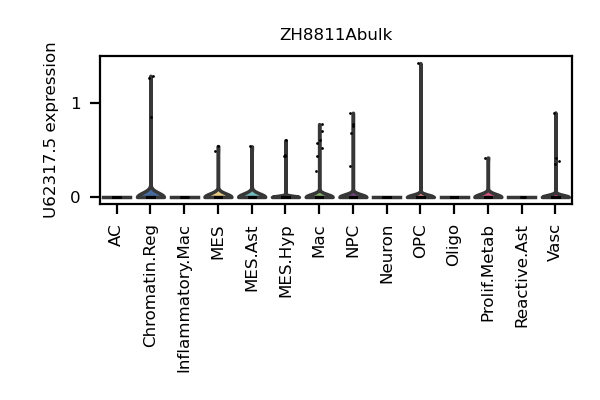 ZH8811Abulk
U62317.5 expression
1
0
AC
Chromatin.Reg
Inflammatory.Mac
MES
MES.Ast
MES.Hyp
Mac
NPC
Neuron
OPC
Oligo
Prolif.Metab
Reactive.Ast
Vasc